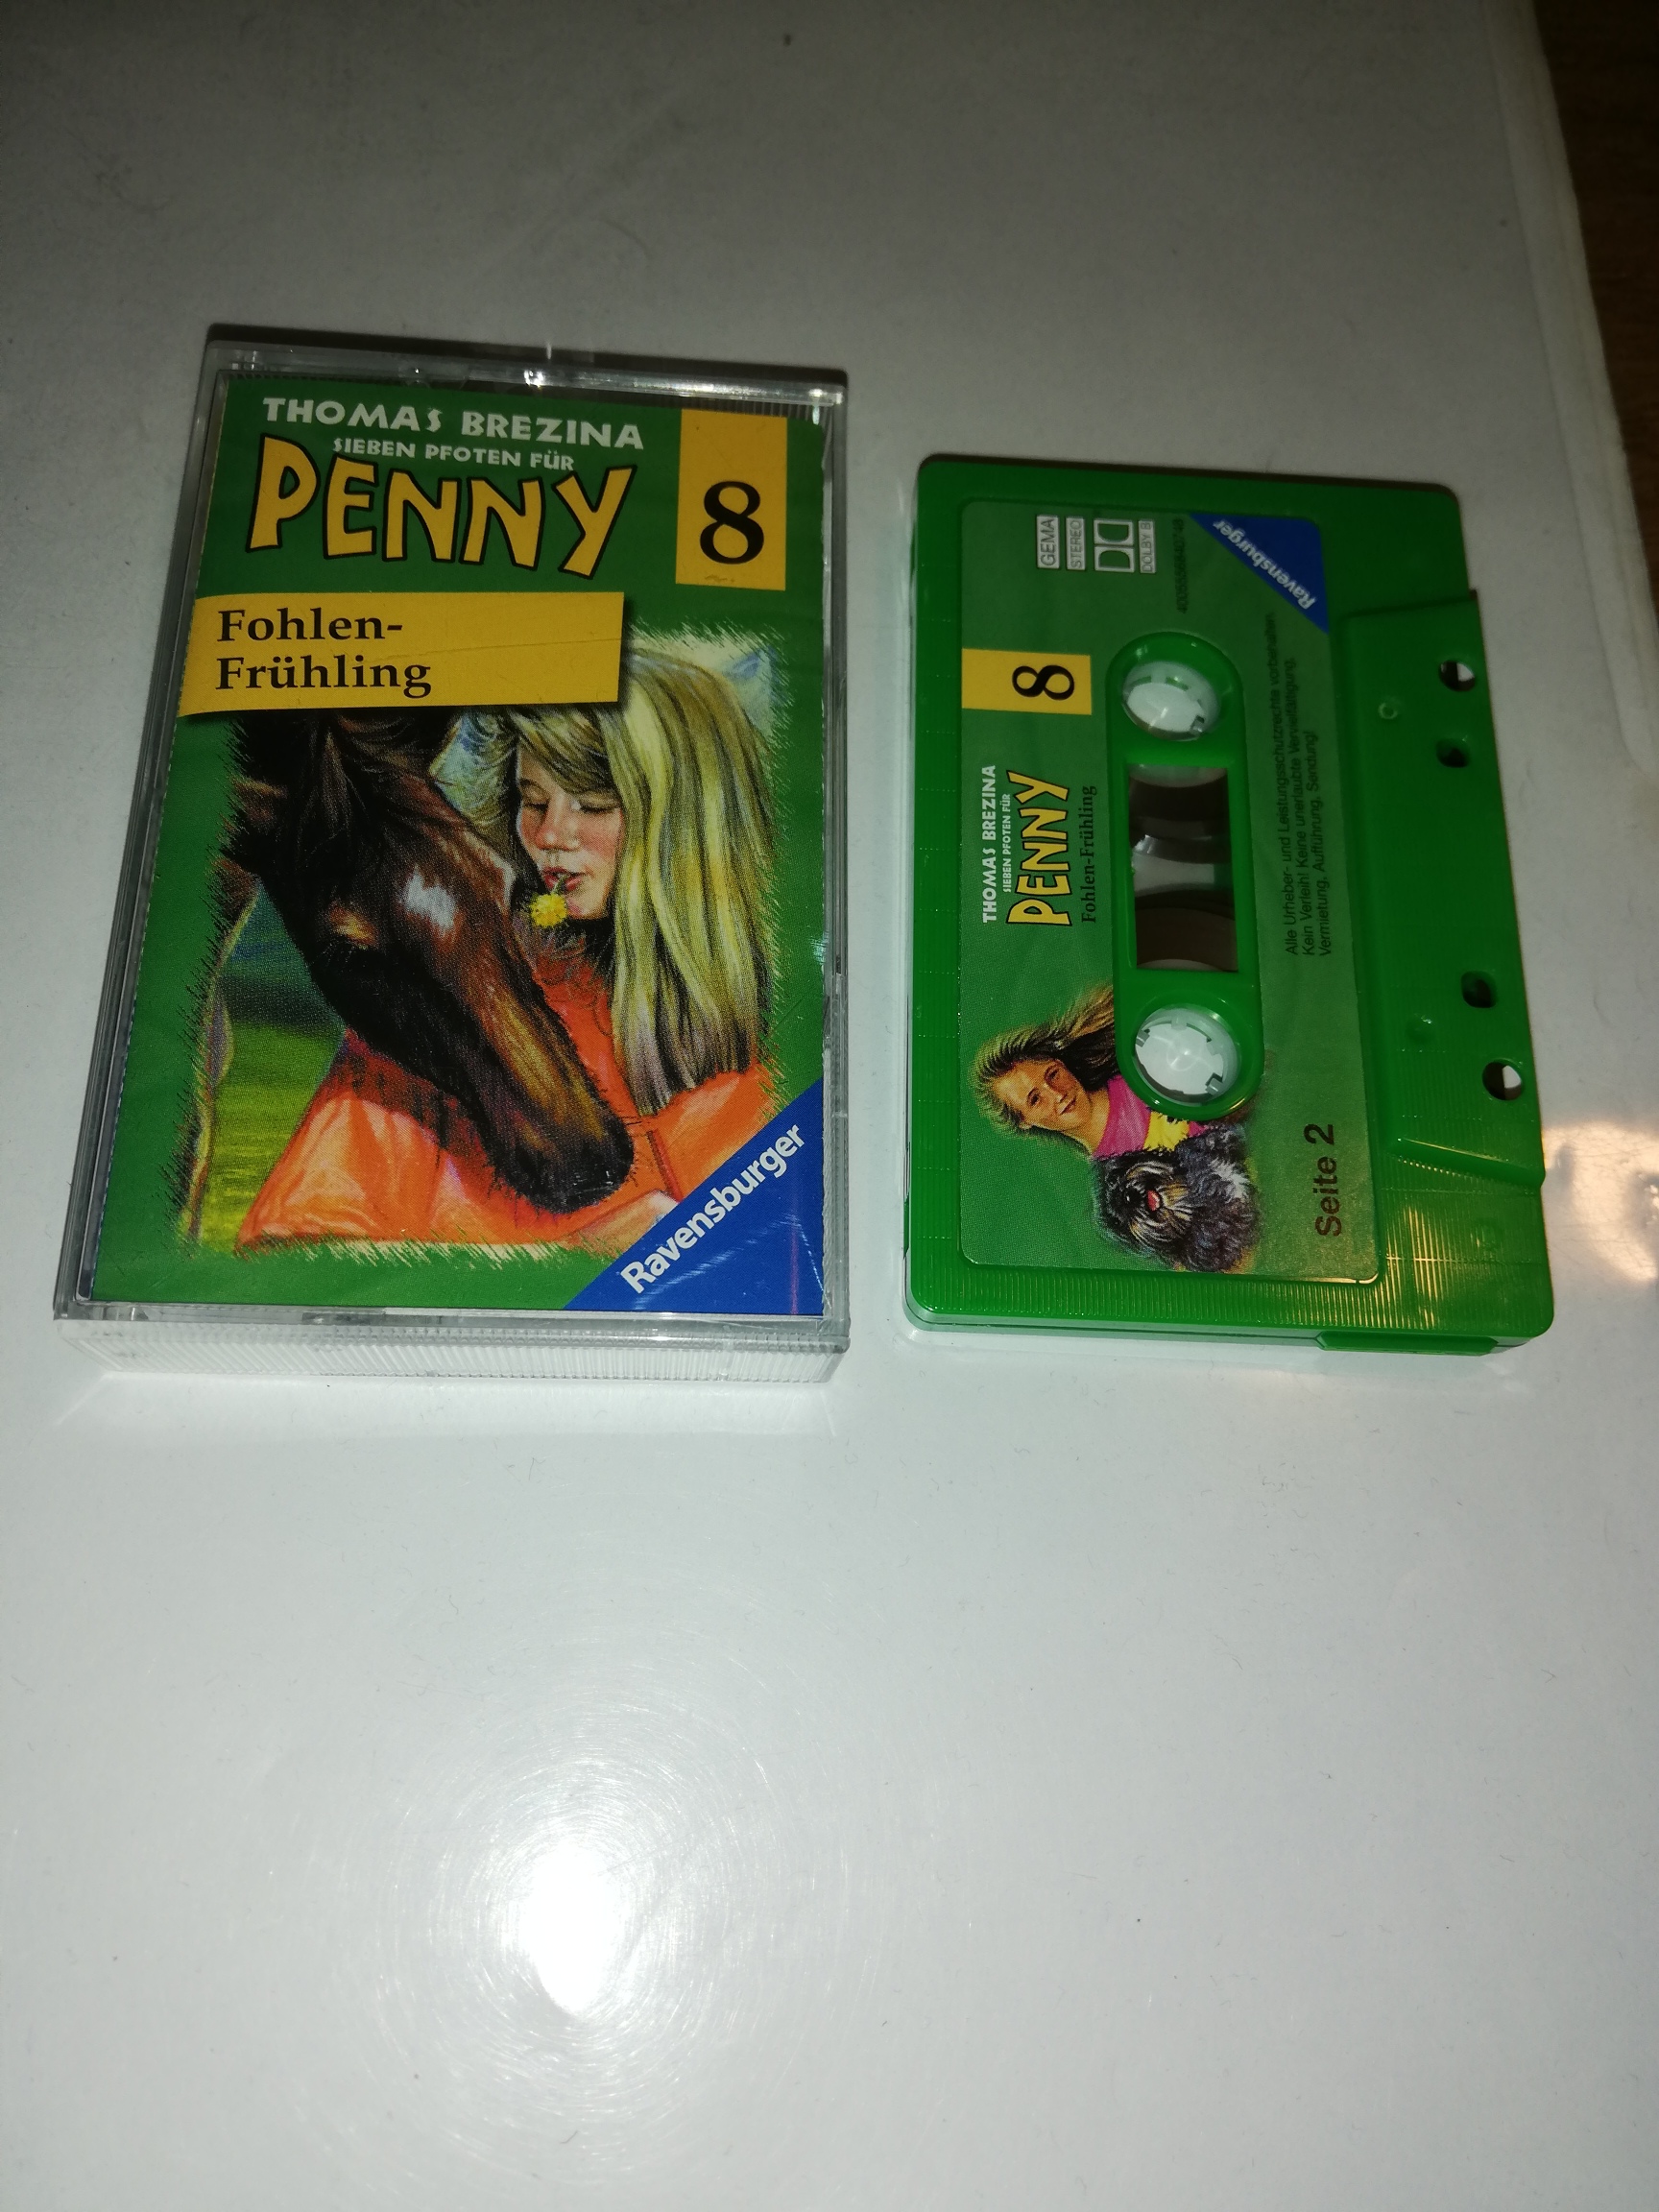 THOMAS BREZINA
SIEBEN PFOTEN FÜR
PENNY
8
Fohlen-
Frühling
Ravensburger
THOMAS BREZINA
SIEBEN PFOTEN FÜR
PENNY
Fohlen-Frühling
8
GEMA
STEREO
DOLBY B
Ravensburger
Alle Urheber- und Leistungsschutzrechte vorbehalten.
Kein Verleih! Keine unerlaubte Vervielfältigung,
Vermietung, Aufführung, Sendung!
Seite 2